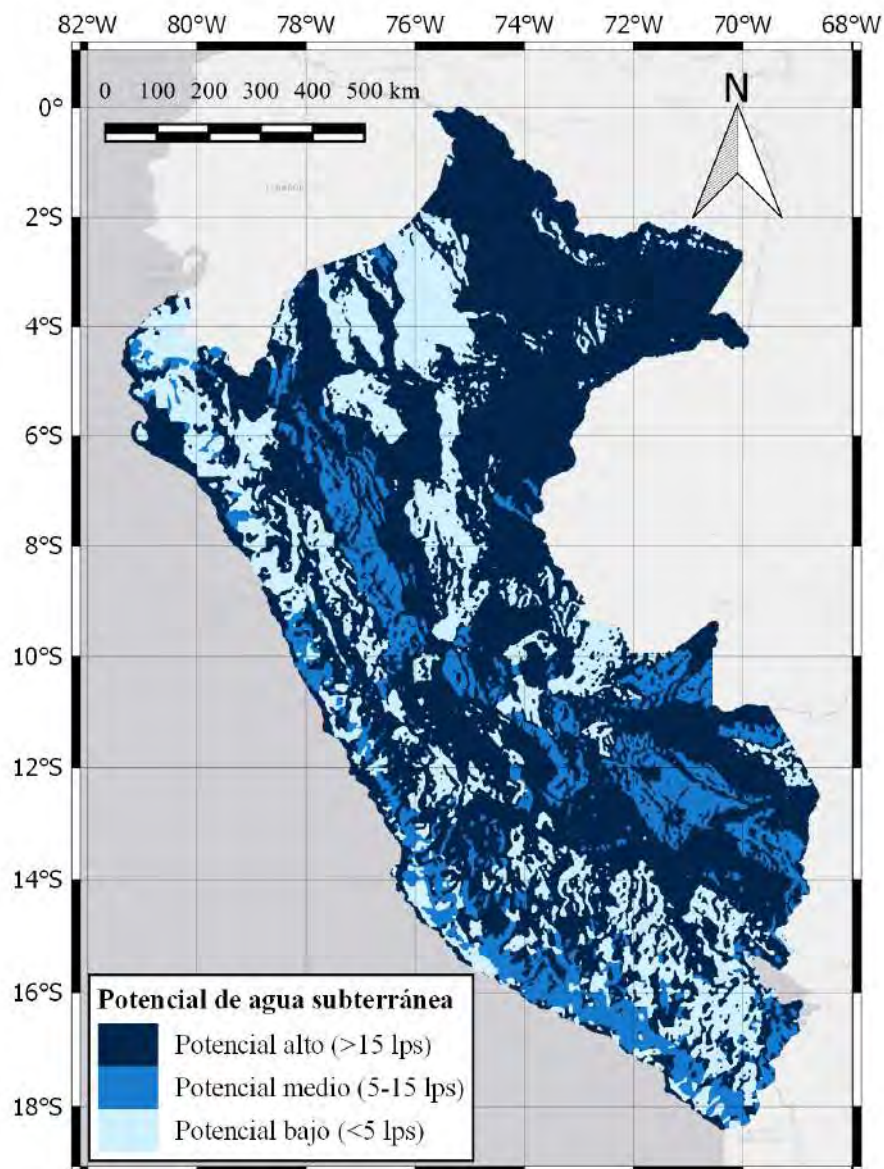 82°W 80°W 78°W 76°W 74°W 72°W 70°W 68°W
0 100 200 300 400 500 km
N
0°
2°S
4°S
6°S
8°S
10°S
12°S
14°S
16°S
18°S
Potencial de agua subterránea
Potencial alto (>15 lps)
Potencial medio (5-15 lps)
Potencial bajo (<5 lps)